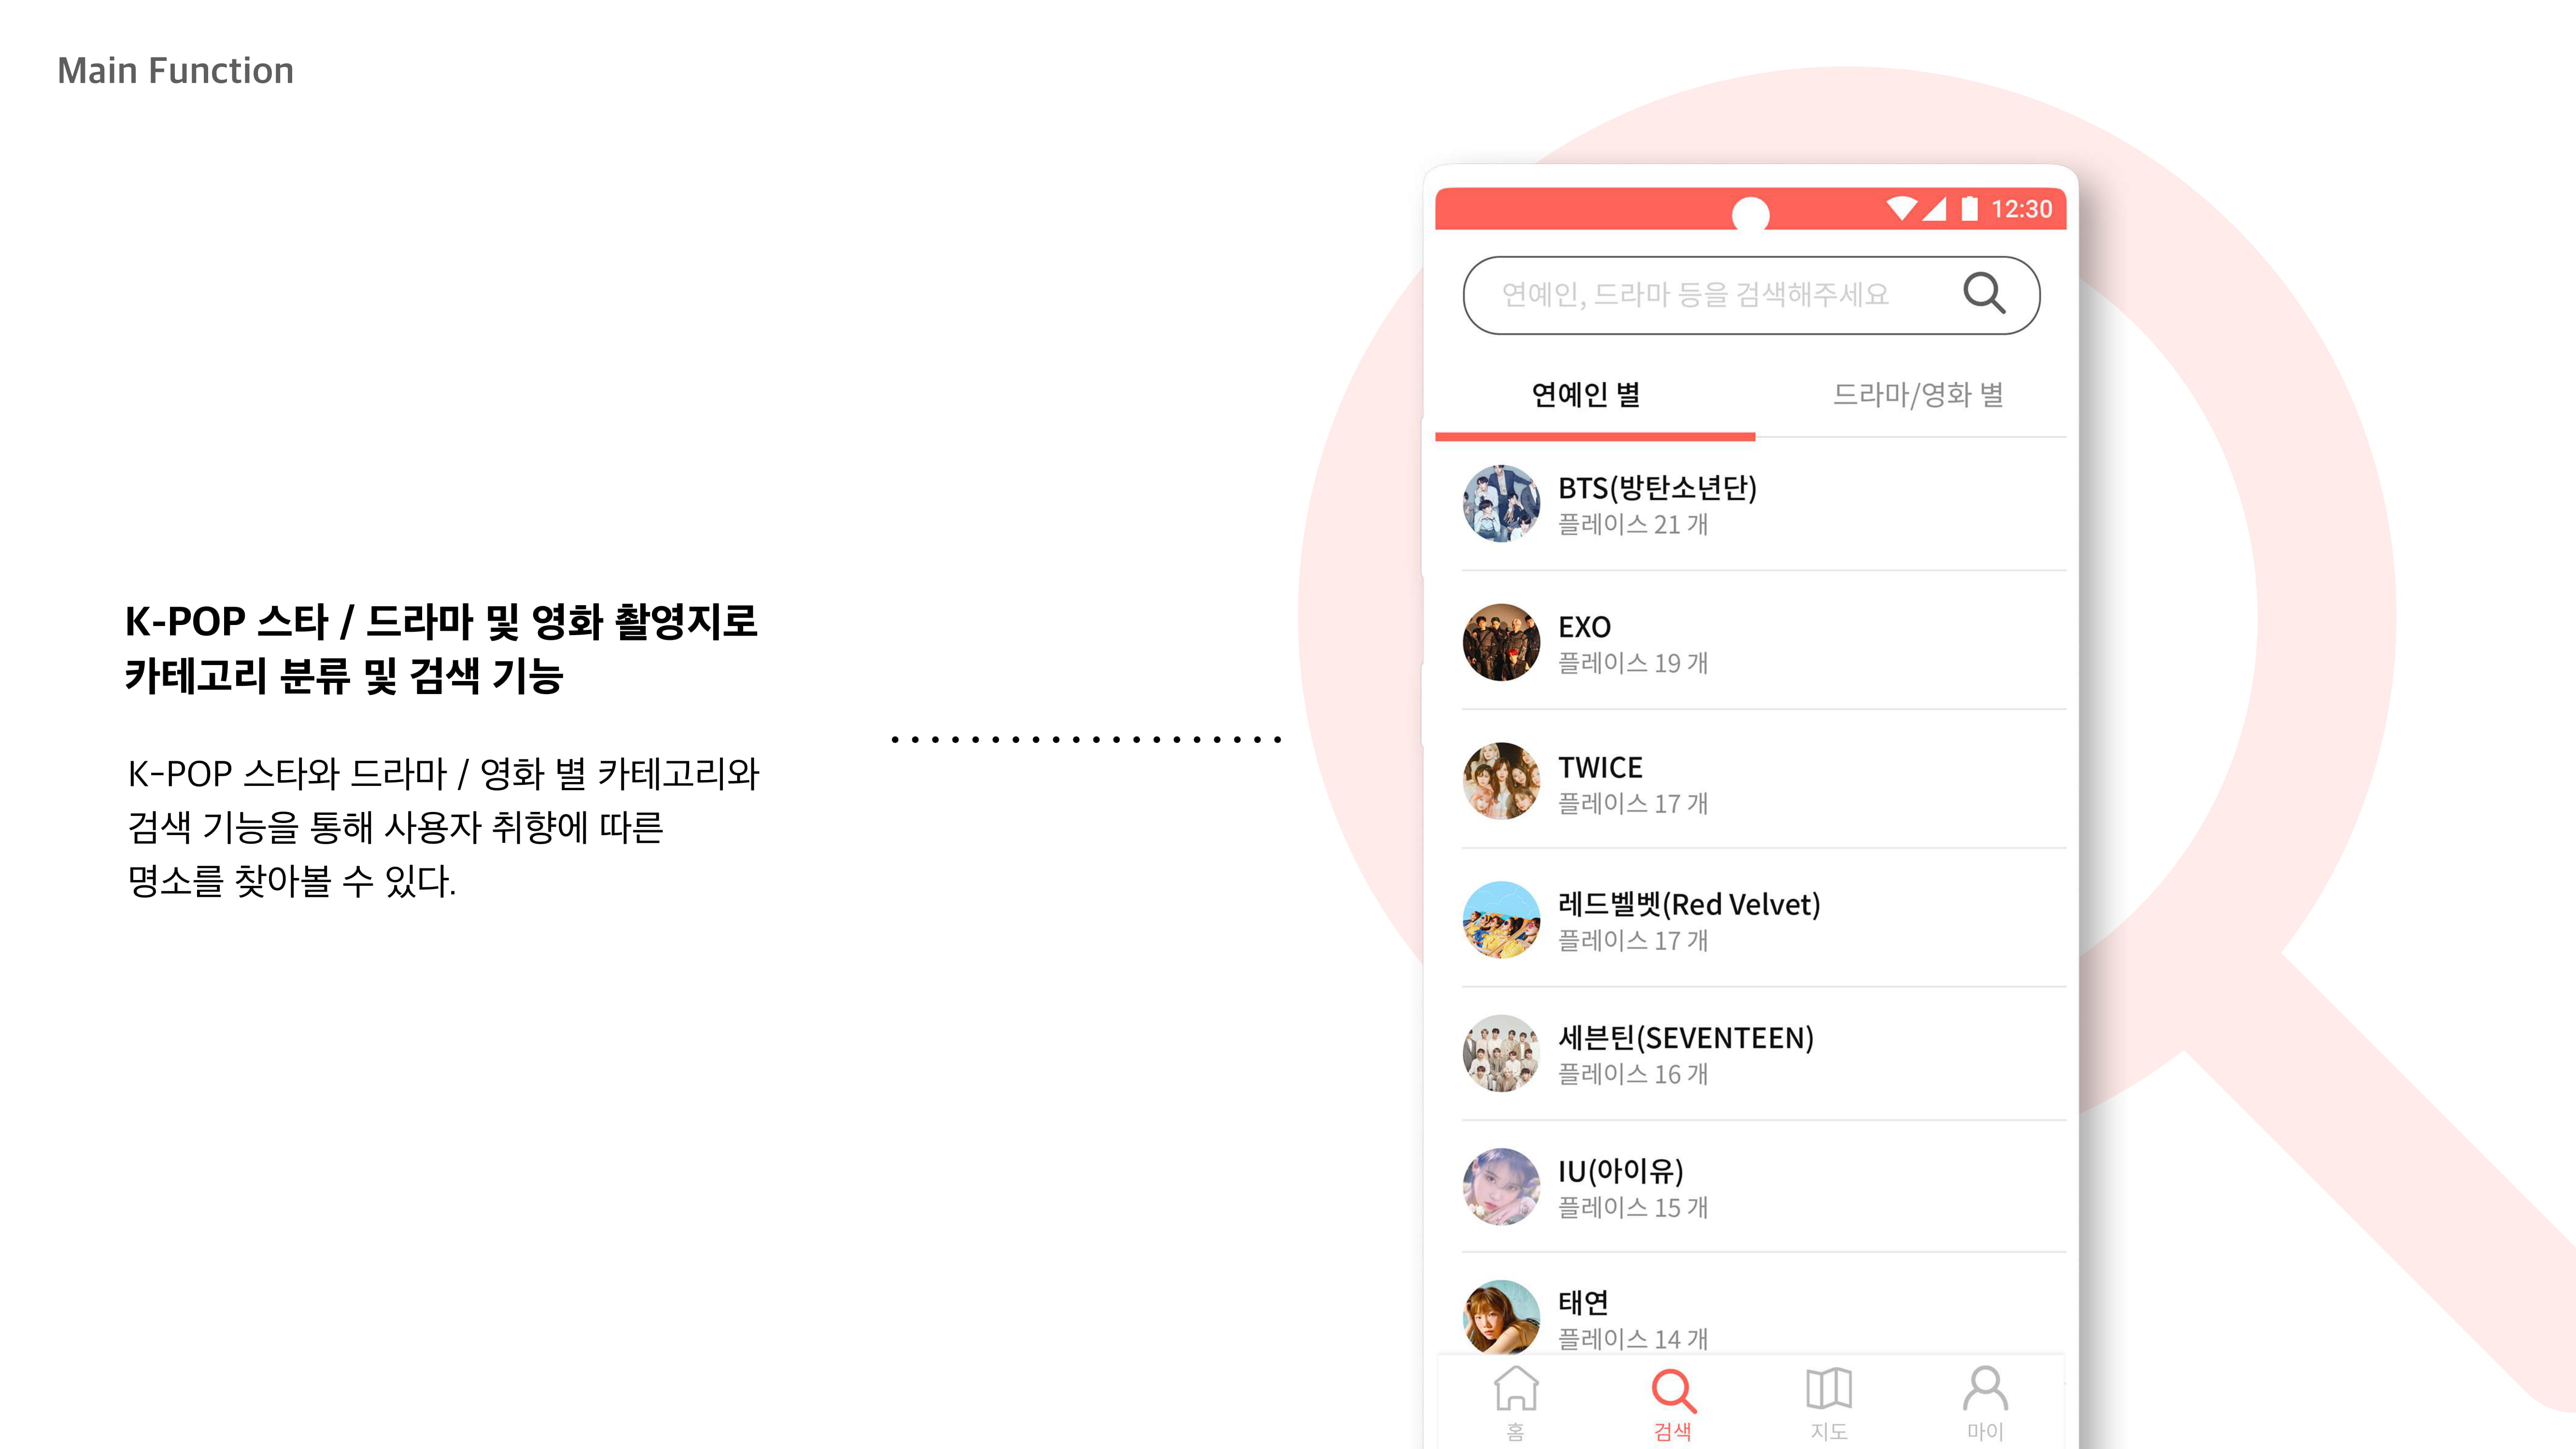 Main Function
K-POP 스타 / 드라마 및 영화 촬영지로
카테고리 분류 및 검색 기능
K-POP 스타와 드라마 / 영화 별 카테고리와
검색 기능을 통해 사용자 취향에 따른
명소를 찾아볼 수 있다.
12:30
연예인, 드라마 등을 검색해주세요
연예인 별
드라마/영화 별
BTS(방탄소년단)
플레이스 21 개
EXO
플레이스 19 개
TWICE
플레이스 17 개
레드벨벳(Red Velvet)
플레이스 17 개
세븐틴(SEVENTEEN)
플레이스 16 개
IU(아이유)
플레이스 15 개
태연
플레이스 14 개
홈
검색
지도
마이